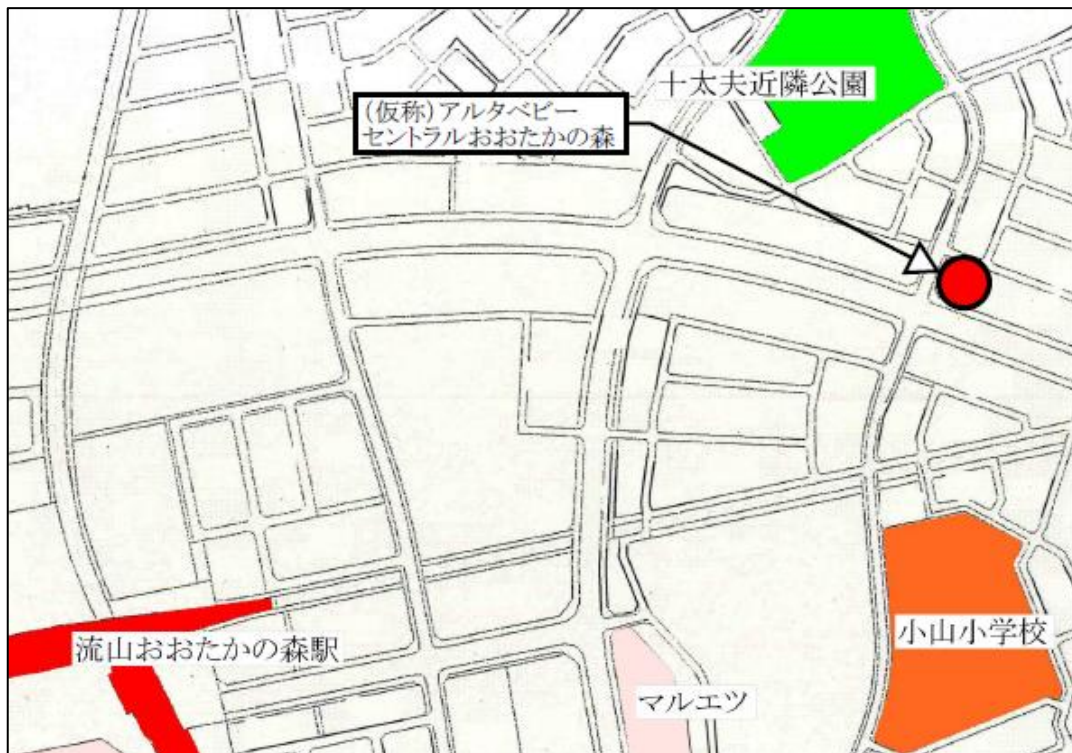 十太夫近隣公園
(仮称)アルタベビー
セントラルおおたかの森
小山小学校
流山おおたかの森駅
マルエツ